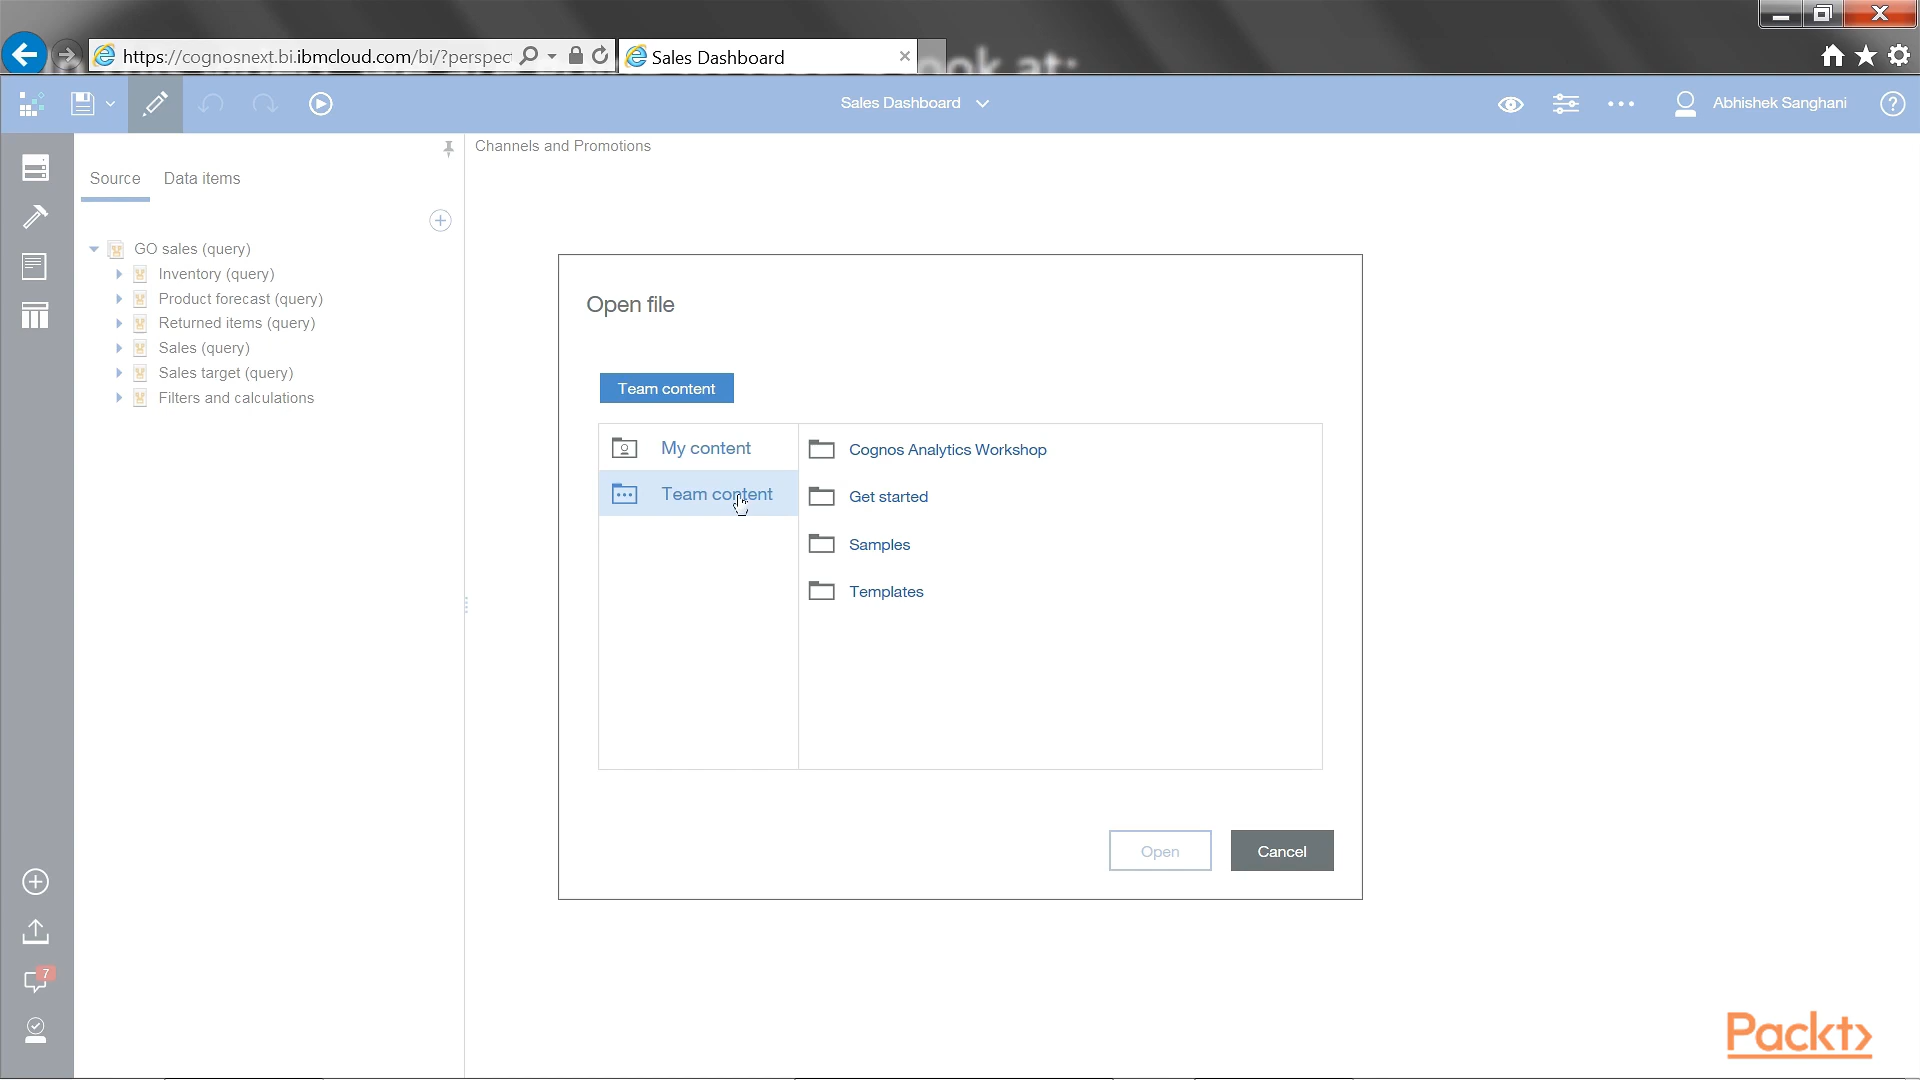 https://cognosnext.bi.ibmcloud.com/bi/?perspec
Sales Dashboard
ook at:
Sales Dashboard
Abhishek Sanghani
Channels and Promotions
Source
Data items
GO sales (query)
Inventory (query)
Product forecast (query)
Returned items (query)
Sales (query)
Sales target (query)
Filters and calculations
Open file
Team content
My content
Team content
Cognos Analytics Workshop
Get started
Samples
Templates
Open
Cancel
7
Packt>